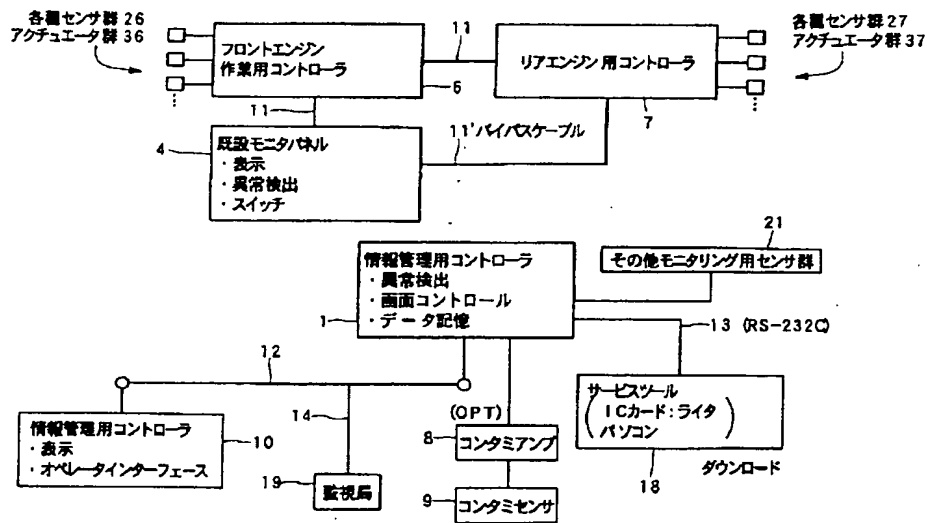 各種センサ群26
アクチュエータ群36
フロントエンジン
作業用コントローラ
6
11
リアエンジン用コントローラ
7
各種センサ群27
アクチュエータ群37
11
11'バイパスケーブル
4
既設モニタパネル
・表示
・異常検出
・スイッチ
21
その他モニタリング用センサ群
情報管理用コントローラ
・異常検出
・画面コントロール
・データ記憶
1
13 (RS-232C)
12
14
(OPT)
サービスツール
(ICカード:ライタ
パソコン)
18
ダウンロード
情報管理用コントローラ
・表示
・オペレータインターフェース
10
8
コンタミアンプ
19
監視局
9
コンタミセンサ